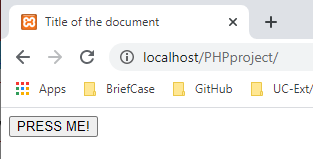 Title of the document
localhost/PHPproject/
Apps BriefCase GitHub UC-Ext/
PRESS ME!